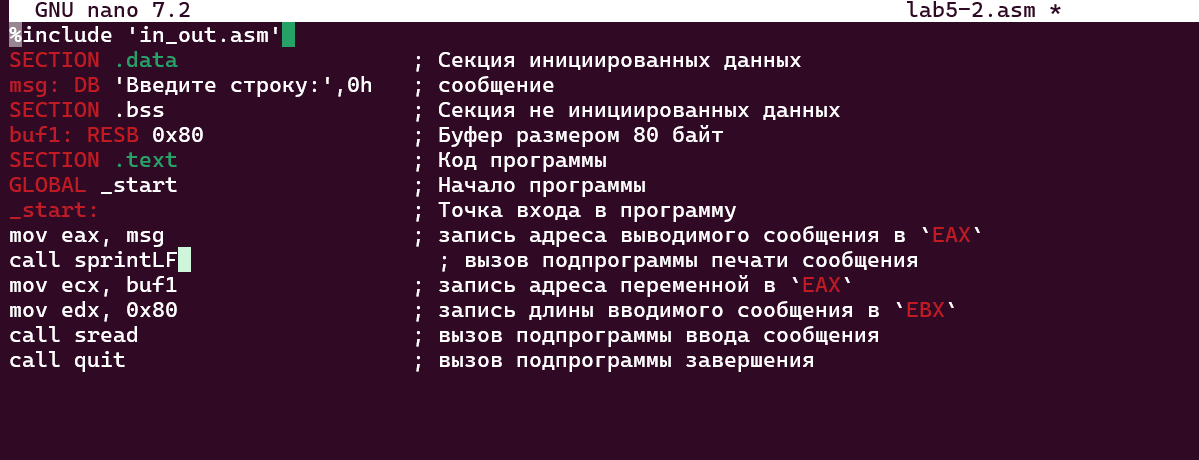 GNU nano 7.2 lab5-2.asm *
%include 'in_out.asm'
SECTION .data ; Секция инициированных данных
msg: DB 'Введите строку:',0h ; сообщение
SECTION .bss ; Секция не инициированных данных
buf1: RESB 0x80 ; Буфер размером 80 байт
SECTION .text ; Код программы
GLOBAL _start ; Начало программы
_start: ; Точка входа в программу
mov eax, msg ; запись адреса выводимого сообщения в `EAX`
call sprintLF ; вызов подпрограммы печати сообщения
mov ecx, buf1 ; запись адреса переменной в `EAX`
mov edx, 0x80 ; запись длины вводимого сообщения в `EBX`
call sread ; вызов подпрограммы ввода сообщения
call quit ; вызов подпрограммы завершения